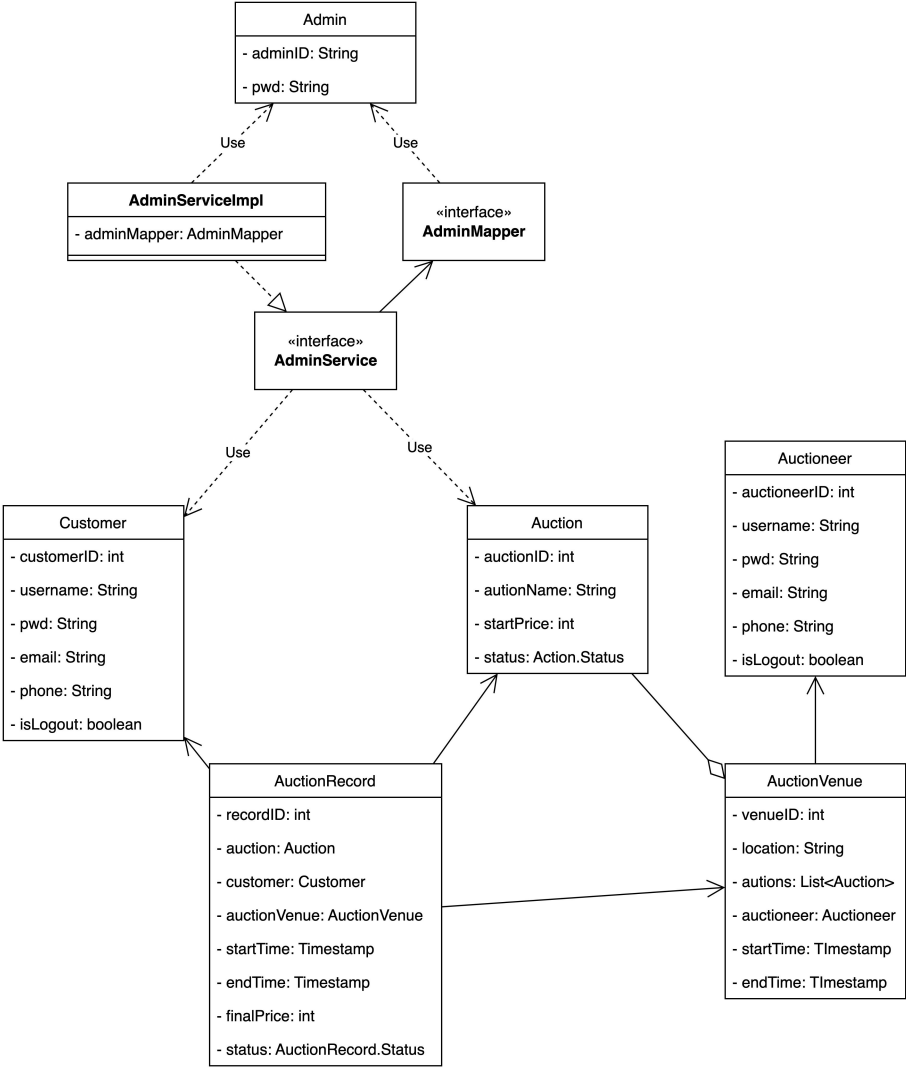 Admin
- adminID: String
- pwd: String
Use
Use
AdminServiceImpl
- adminMapper: AdminMapper
«interface»
AdminMapper
«interface»
AdminService
Use
Use
Customer
- customerID: int
- username: String
- pwd: String
- email: String
- phone: String
- isLogout: boolean
Auction
- auctionID: int
- autionName: String
- startPrice: int
- status: Action.Status
Auctioneer
- auctioneerID: int
- username: String
- pwd: String
- email: String
- phone: String
- isLogout: boolean
AuctionRecord
- recordID: int
- auction: Auction
- customer: Customer
- auctionVenue: AuctionVenue
- startTime: Timestamp
- endTime: Timestamp
- finalPrice: int
- status: AuctionRecord.Status
AuctionVenue
- venueID: int
- location: String
- autions: List<Auction>
- auctioneer: Auctioneer
- startTime: TImestamp
- endTime: TImestamp